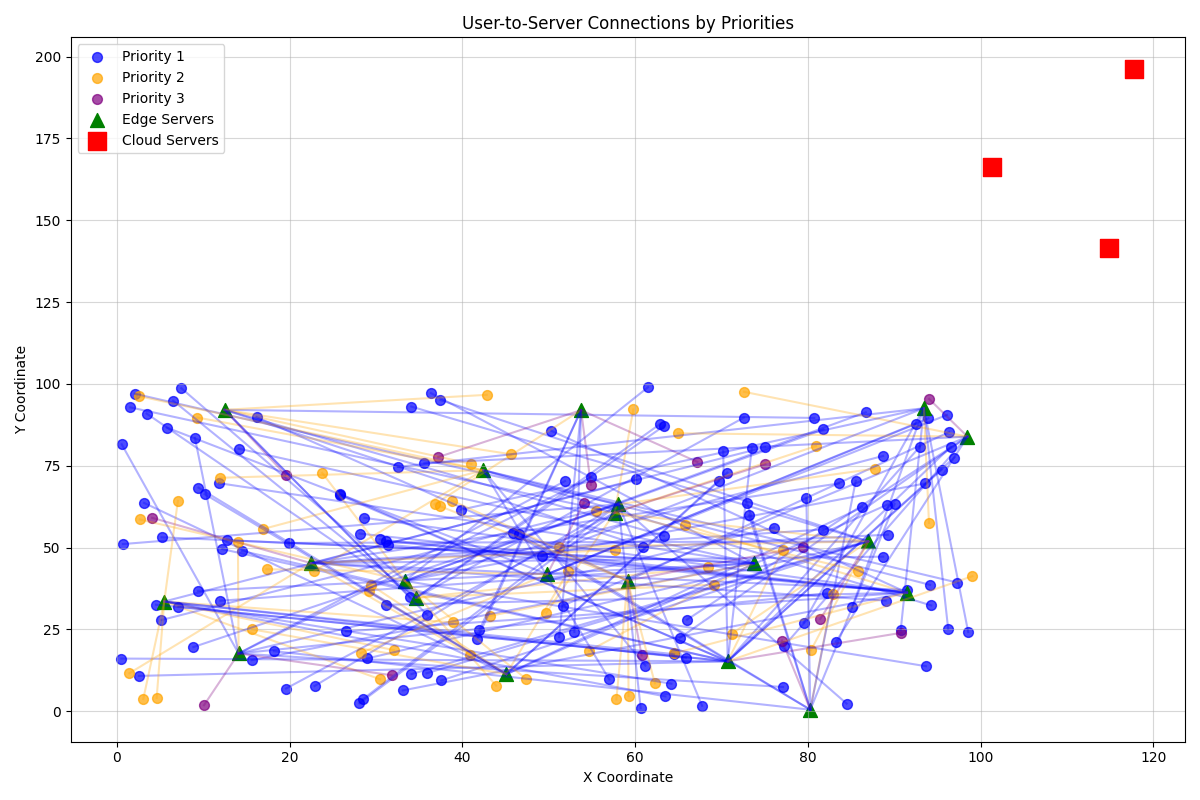 User-to-Server Connections by Priorities
Priority 1
Priority 2
Priority 3
Edge Servers
Cloud Servers
Y Coordinate
200
175
150
125
100
75
50
25
0
0 20 40 60 80 100 120
X Coordinate